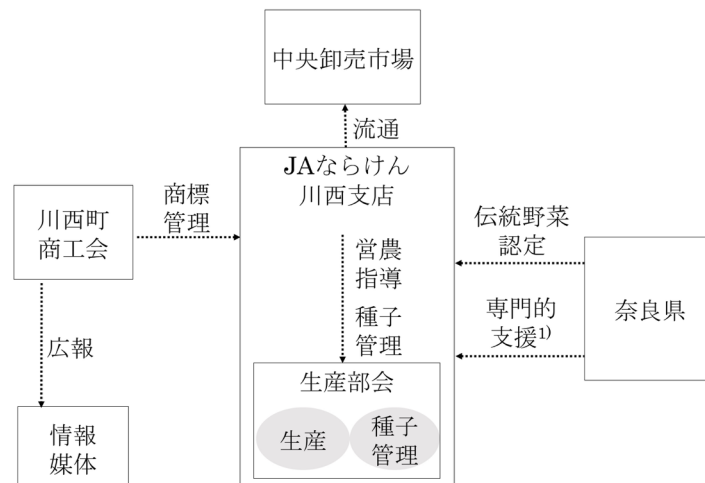 中央卸売市場
流通
JAならけん
川西支店
川西町
商工会
商標
管理
営農
指導
種子
管理
伝統野菜
認定
専門的
支援1)
奈良県
広報
情報
媒体
生産部会
生産
種子
管理